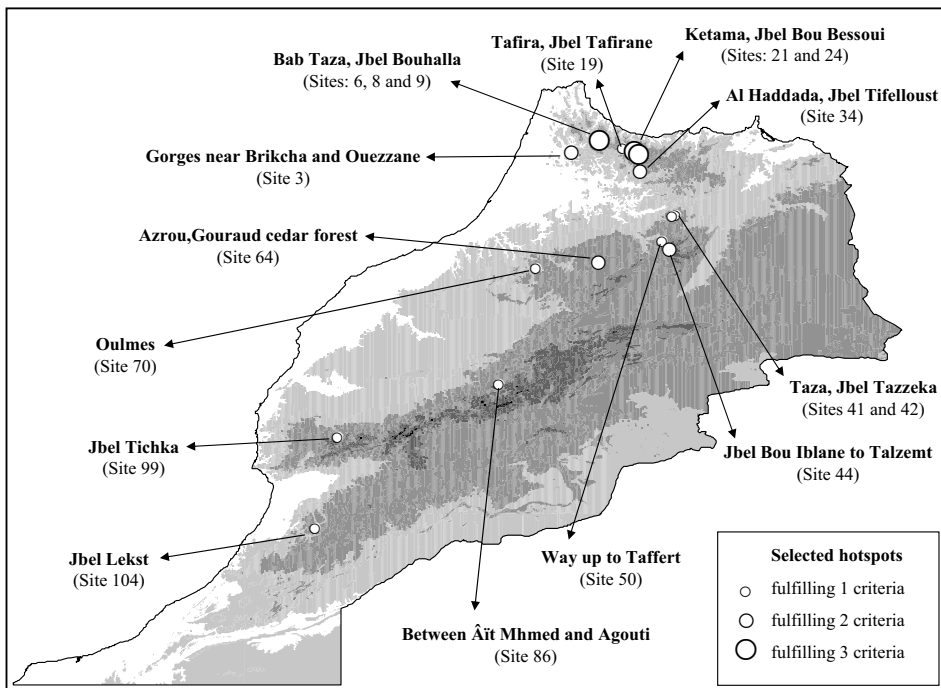 Ketama, Jbel Bou Bessoui
(Sites: 21 and 24)
Tafira, Jbel Tafirane
(Site 19)
Bab Taza, Jbel Bouhalla
(Sites: 6, 8 and 9)
Al Haddada, Jbel Tifelloust
(Site 34)
Gorges near Brikcha and Ouezzane
(Site 3)
Azrou,Gouraud cedar forest
(Site 64)
Oulmes
(Site 70)
Taza, Jbel Tazzeka
(Sites 41 and 42)
Jbel Tichka
(Site 99)
Jbel Bou Iblane to Talzemt
(Site 44)
Jbel Lekst
(Site 104)
Way up to Taffert
(Site 50)
Between Âït Mhmed and Agouti
(Site 86)
Selected hotspots
fulfilling 1 criteria
fulfilling 2 criteria
fulfilling 3 criteria